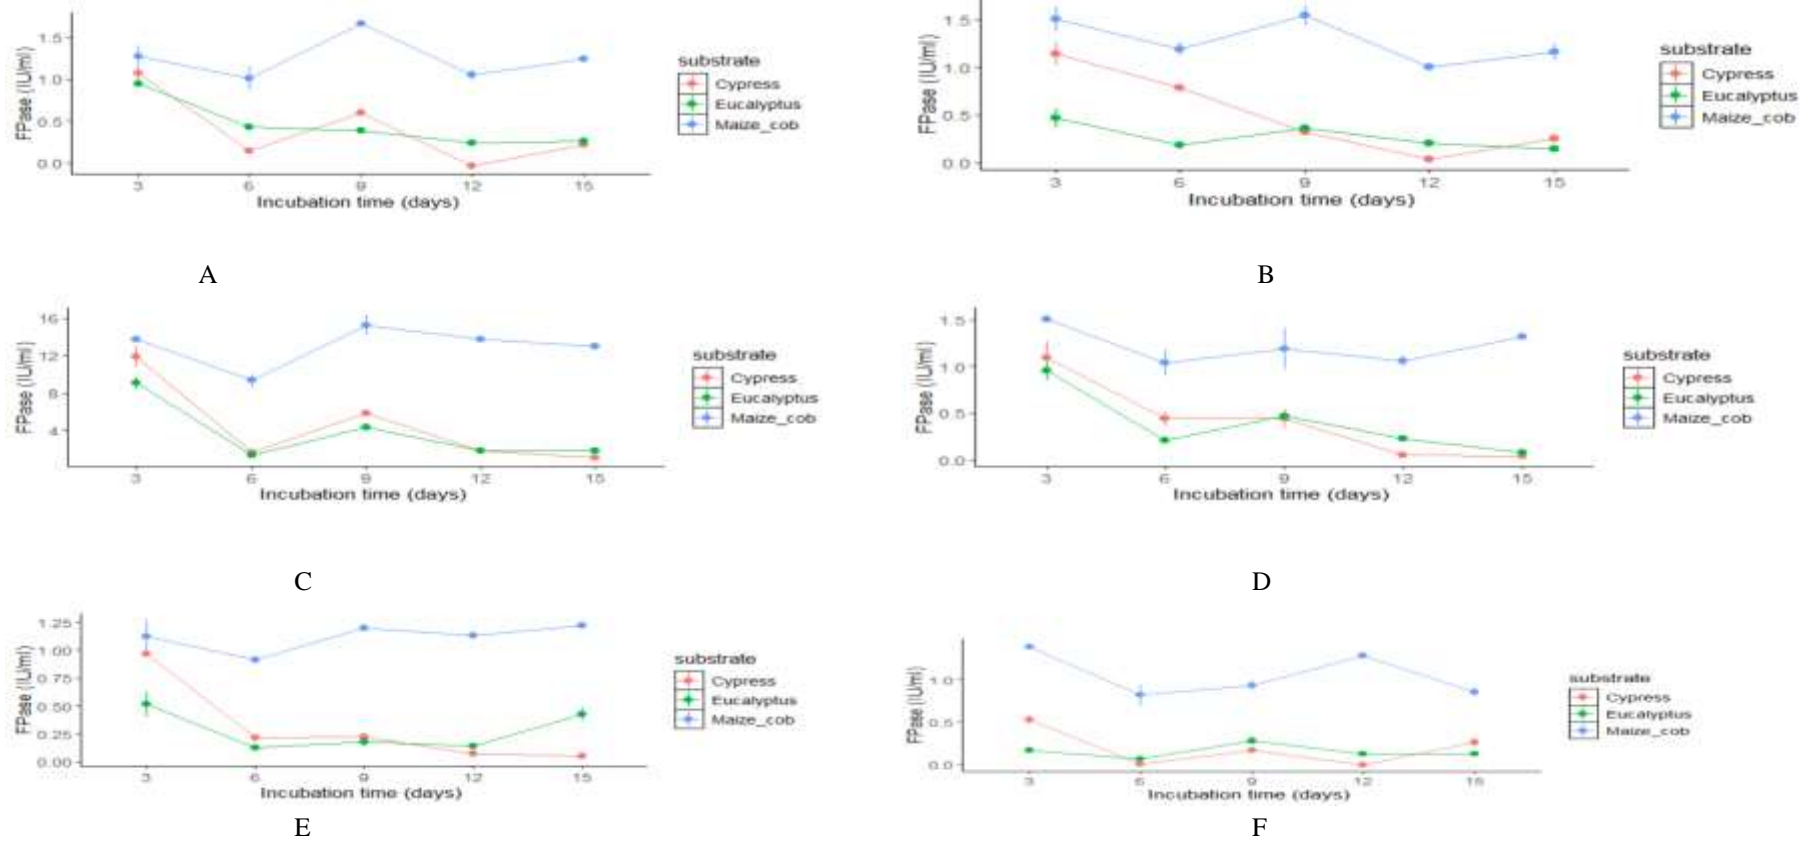 FPase (IU/ml)
1.5
1.0
0.5
0.0
3 6 9 12 15
Incubation time (days)
substrate
Cypress
Eucalyptus
Maize_cob
A
FPase (IU/ml)
1.5
1.0
0.5
0.0
3 6 9 12 15
Incubation time (days)
substrate
Cypress
Eucalyptus
Maize_cob
B
FPase (IU/ml)
16
12
8
4
3 6 9 12 15
Incubation time (days)
substrate
Cypress
Eucalyptus
Maize_cob
C
FPase (IU/ml)
1.5
1.0
0.5
0.0
3 6 9 12 15
Incubation time (days)
substrate
Cypress
Eucalyptus
Maize_cob
D
FPase (IU/ml)
1.25
1.00
0.75
0.50
0.25
0.00
3 6 9 12 15
Incubation time (days)
substrate
Cypress
Eucalyptus
Maize_cob
E
FPase (IU/ml)
1.0
0.5
0.0
3 6 9 12 15
Incubation time (days)
substrate
Cypress
Eucalyptus
Maize_cob
F